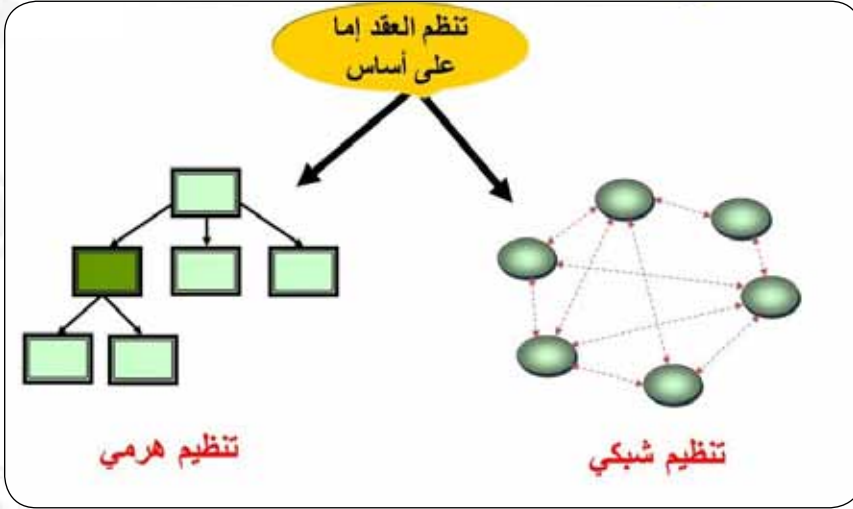 تنظم العقد إما
على أساس
تنظيم شبكي
تنظيم هرمي